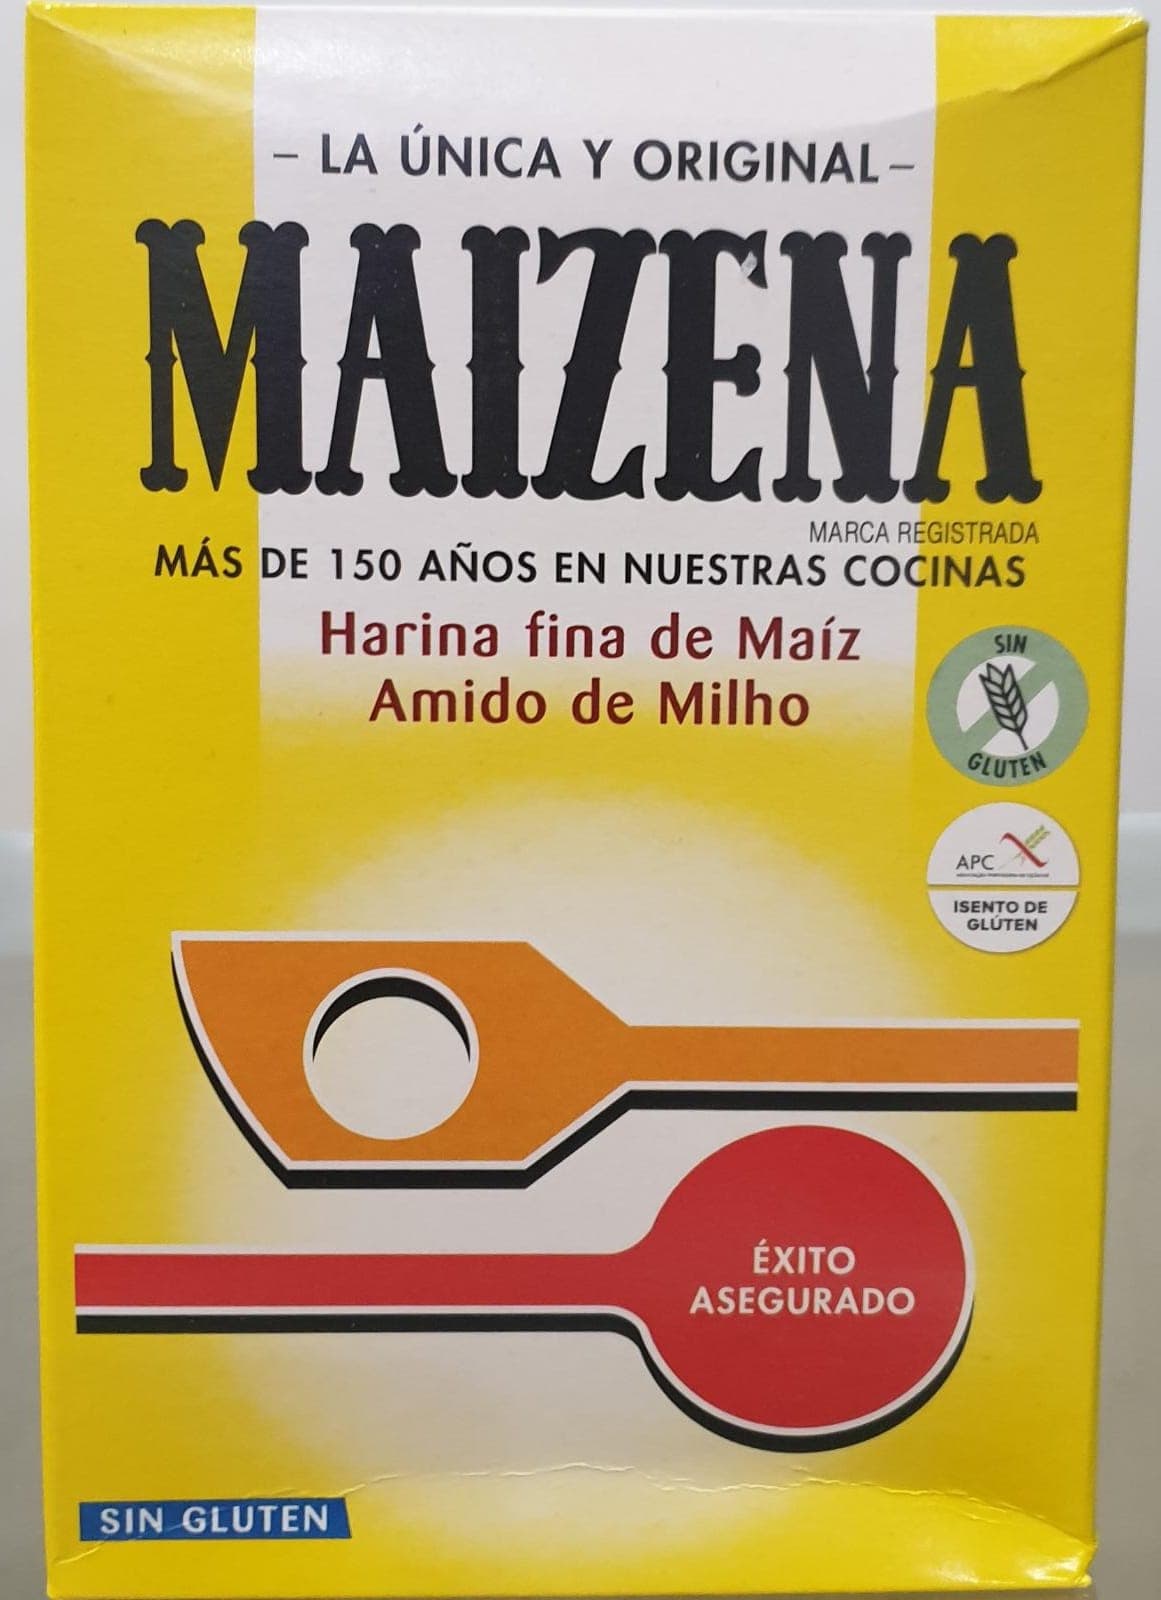 - LA ÚNICA Y ORIGINAL -
MAIZENA
MARCA REGISTRADA
MÁS DE 150 AÑOS EN NUESTRAS COCINAS
Harina fina de Maíz
Amido de Milho
SIN
GLUTEN
APC
ISENTO DE
GLÚTEN
ÉXITO
ASEGURADO
SIN GLUTEN